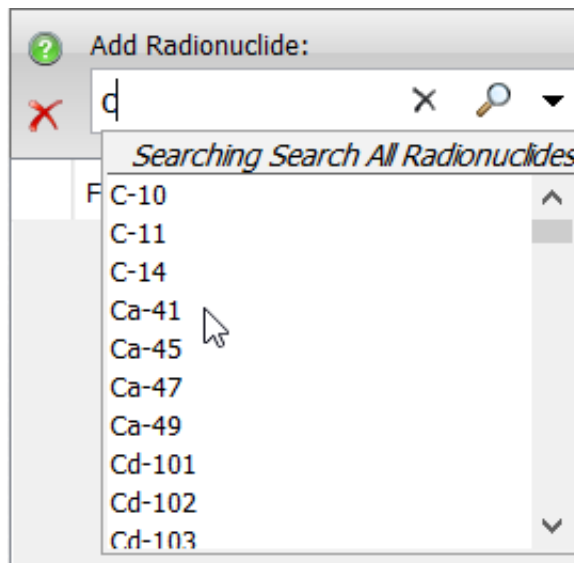 ?
Add Radionuclide:
c
Searching Search All Radionuclides
F
C-10
C-11
C-14
Ca-41
Ca-45
Ca-47
Ca-49
Cd-101
Cd-102
Cd-103